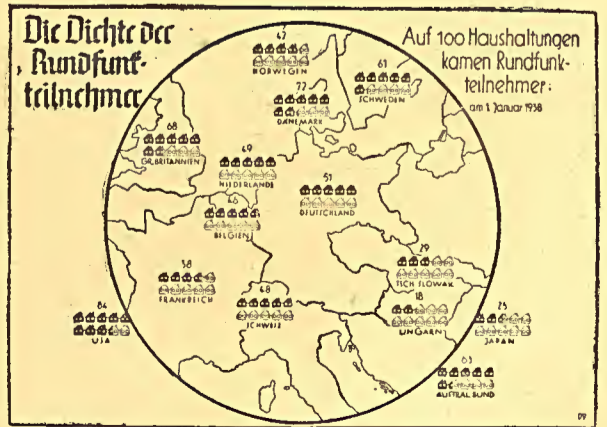 Die Dichte der
Rundfunk-
teilnehmer
Auf 100 Haushaltungen
kamen Rundfunk-
teilnehmer:
am 1. Januar 1938
42
NORWEGEN
61
SCHWEDEN
72
DÄNEMARK
68
GR. BRITANNIEN
49
NIEDERLANDE
51
DEUTSCHLAND
46
BELGIEN
29
TSCH. SLOWAK.
38
FRANKREICH
48
SCHWEIZ
18
UNGARN
84
USA
25
JAPAN
AUSTRAL. BUND